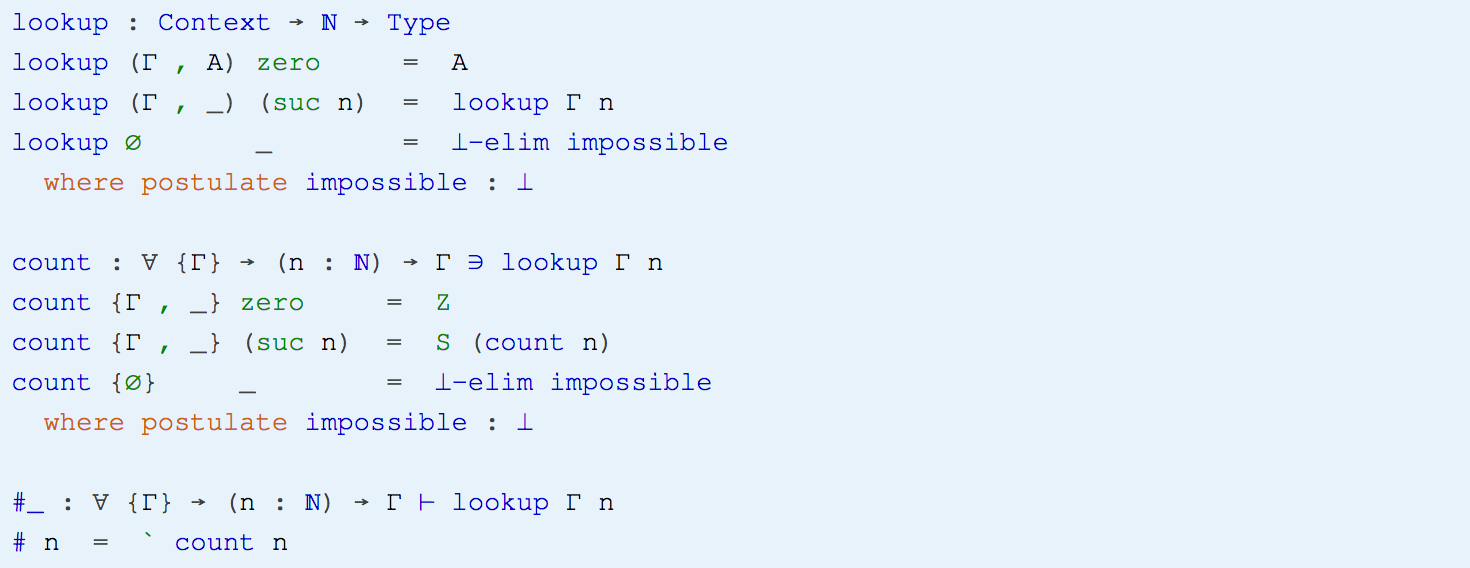 lookup : Context → ℕ → Type
lookup (Γ , A) zero     =  A
lookup (Γ , _) (suc n)  =  lookup Γ n
lookup ∅       _        =  ⊥-elim impossible
  where postulate impossible : ⊥

count : ∀ {Γ} → (n : ℕ) → Γ ∋ lookup Γ n
count {Γ , _} zero     =  Z
count {Γ , _} (suc n)  =  S (count n)
count {∅}     _        =  ⊥-elim impossible
  where postulate impossible : ⊥

#_ : ∀ {Γ} → (n : ℕ) → Γ ⊢ lookup Γ n
# n  =  ` count n